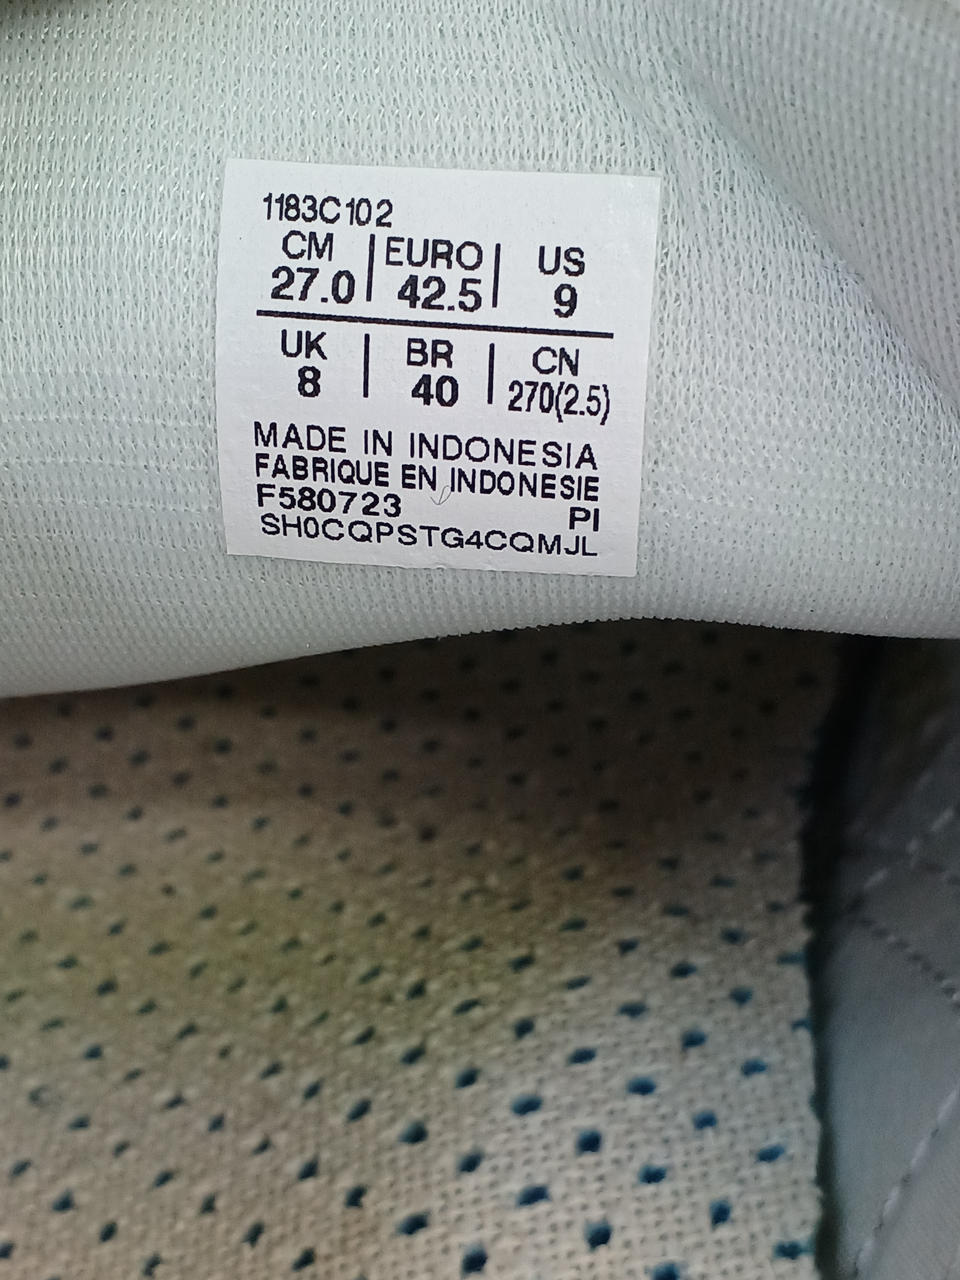 1183C102
CM | EURO | US
27.0 | 42.5 | 9
UK | BR | CN
8 | 40 | 270(2.5)
MADE IN INDONESIA
FABRIQUE EN INDONESIE
F580723 PI
SH0CQPSTG4CQMJL